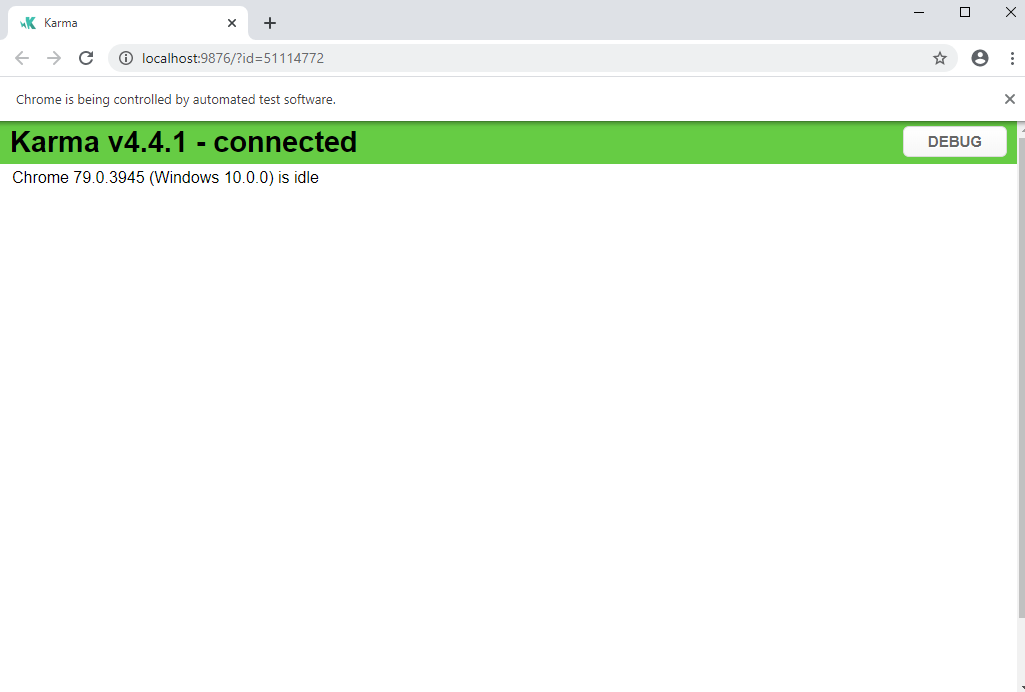 Karma
localhost:9876/?id=51114772
Chrome is being controlled by automated test software.
Karma v4.4.1 - connected
DEBUG
Chrome 79.0.3945 (Windows 10.0.0) is idle